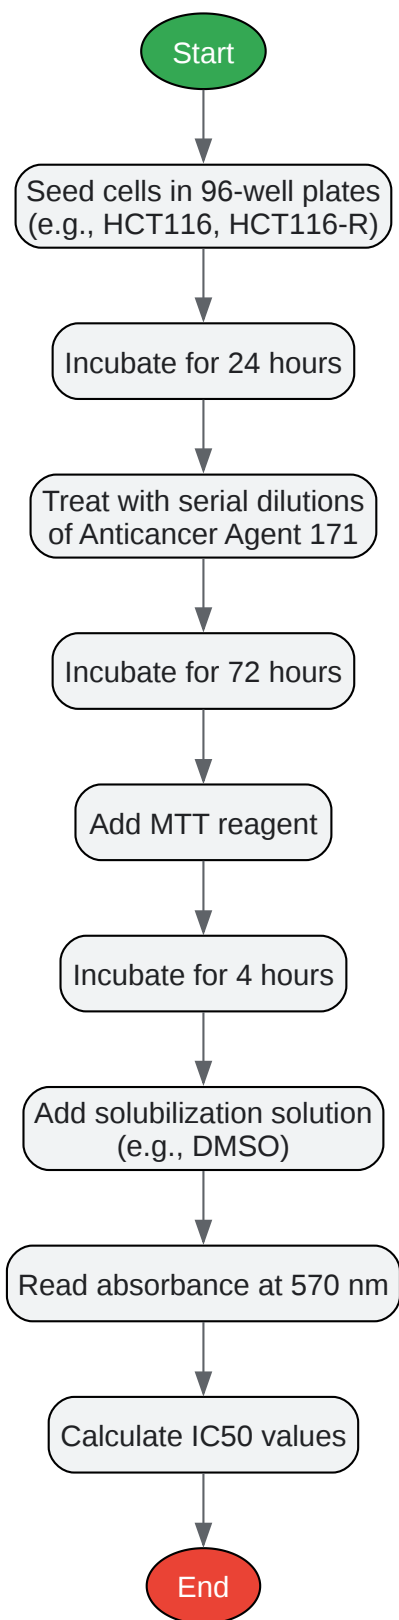 Start
Seed cells in 96-well plates
(e.g., HCT116, HCT116-R)
Incubate for 24 hours
Treat with serial dilutions
of Anticancer Agent 171
Incubate for 72 hours
Add MTT reagent
Incubate for 4 hours
Add solubilization solution
(e.g., DMSO)
Read absorbance at 570 nm
Calculate IC50 values
End